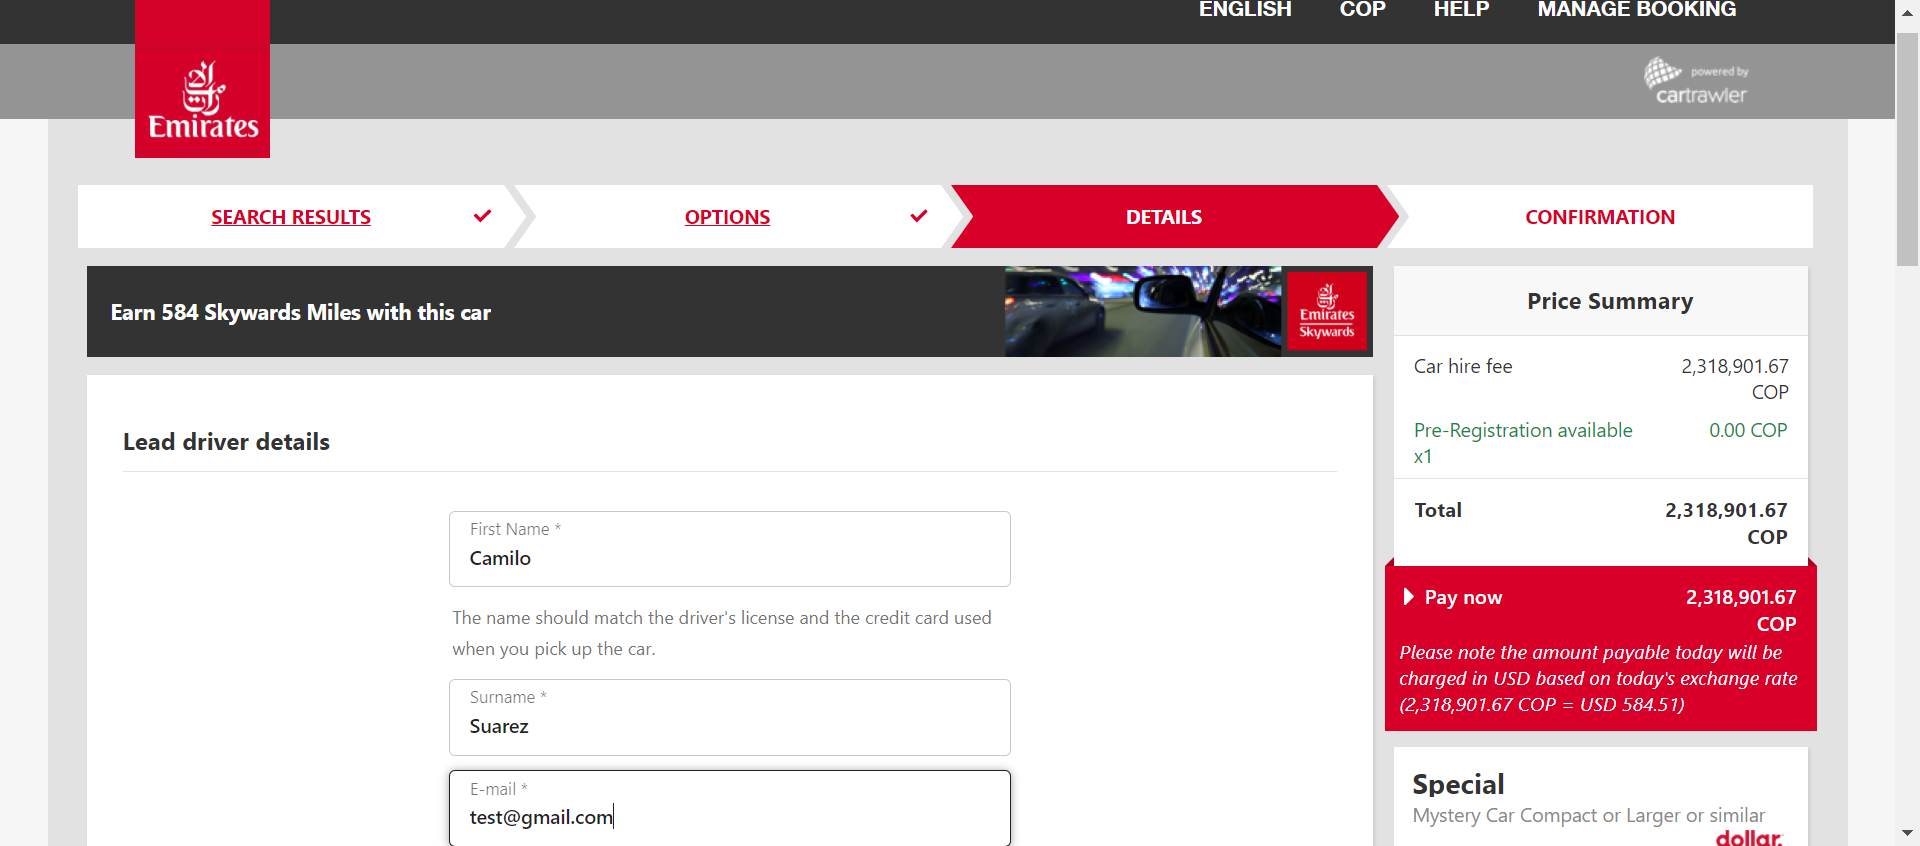 ENGLISH COP HELP MANAGE BOOKING
Emirates
powered by
cartrawler
SEARCH RESULTS
OPTIONS
DETAILS
CONFIRMATION
Earn 584 Skywards Miles with this car
Emirates
Skywards
Lead driver details
First Name *
Camilo
The name should match the driver's license and the credit card used
when you pick up the car.
Surname *
Suarez
E-mail *
test@gmail.com
Price Summary
Car hire fee 2,318,901.67
COP
Pre-Registration available 0.00 COP
x1
Total 2,318,901.67
COP
Pay now 2,318,901.67
COP
Please note the amount payable today will be
charged in USD based on today's exchange rate
(2,318,901.67 COP = USD 584.51)
Special
Mystery Car Compact or Larger or similar
dollar.